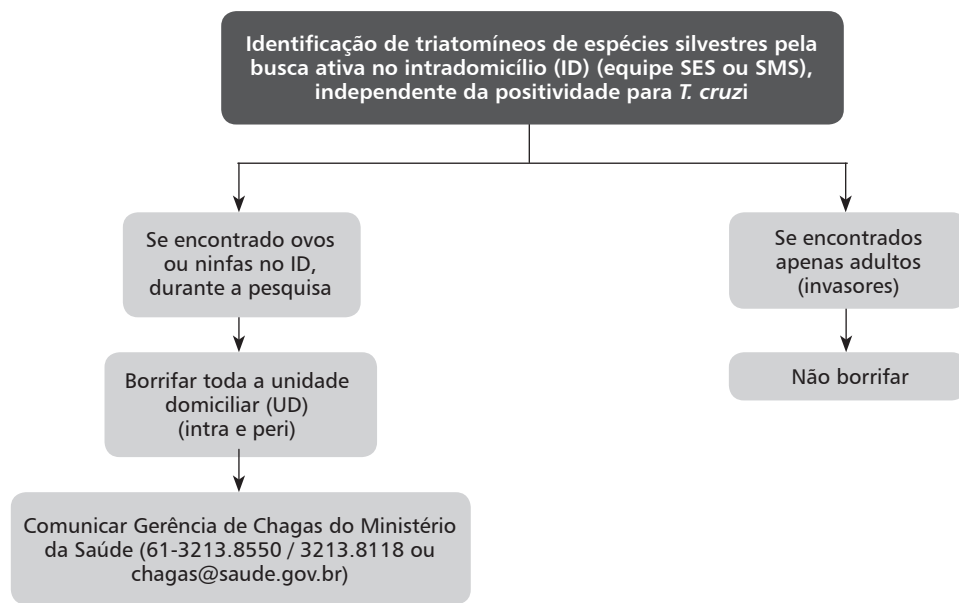 Identificação de triatomíneos de espécies silvestres pela
busca ativa no intradomicílio (ID) (equipe SES ou SMS),
independente da positividade para T. cruzi
Se encontrado ovos
ou ninfas no ID,
durante a pesquisa
Borrifar toda a unidade
domiciliar (UD)
(intra e peri)
Comunicar Gerência de Chagas do Ministério
da Saúde (61-3213.8550 / 3213.8118 ou
chagas@saude.gov.br)
Se encontrados
apenas adultos
(invasores)
Não borrifar